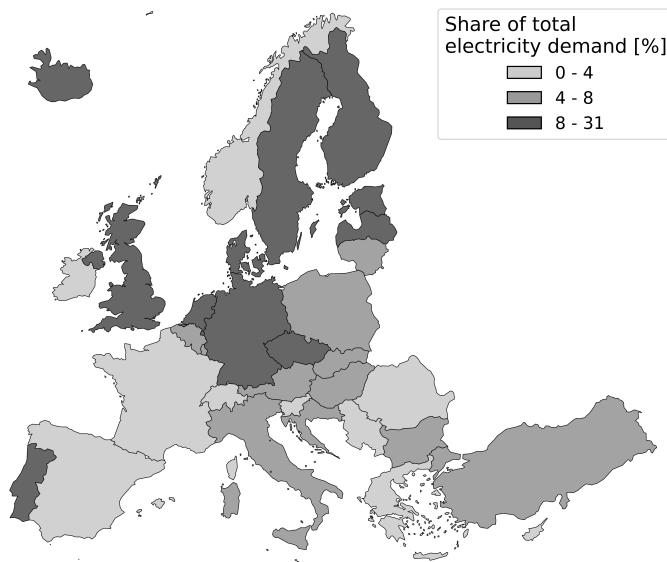 Share of total
electricity demand [%]
0 - 4
4 - 8
8 - 31